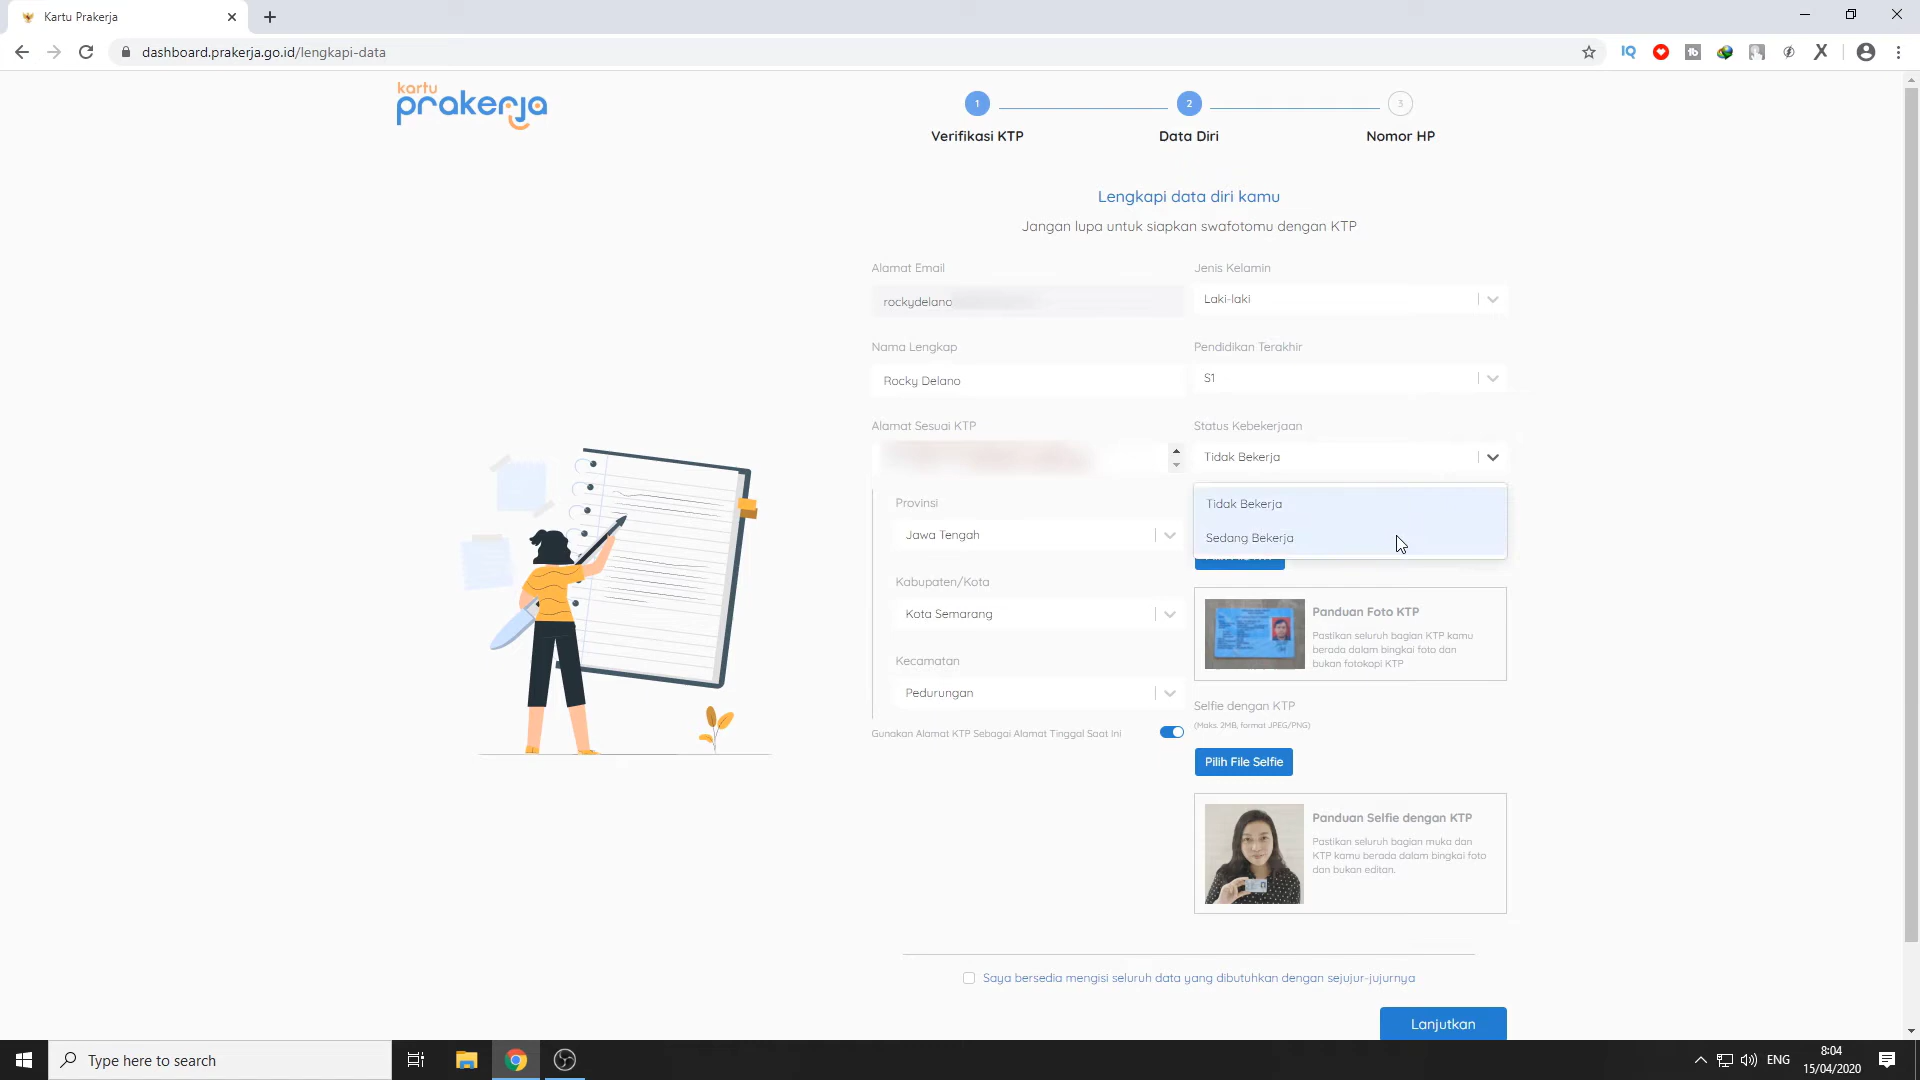 Kartu Prakerja
dashboard.prakerja.go.id/lengkapi-data
IQ
tb
kartu
prakerja
1
2
3
Verifikasi KTP
Data Diri
Nomor HP
Lengkapi data diri kamu
Jangan lupa untuk siapkan swafotomu dengan KTP
Alamat Email
rockydelano
Jenis Kelamin
Laki-laki
Nama Lengkap
Rocky Delano
Pendidikan Terakhir
S1
Alamat Sesuai KTP
Status Kebekerjaan
Tidak Bekerja
Tidak Bekerja
Sedang Bekerja
Provinsi
Jawa Tengah
Kabupaten/Kota
Kota Semarang
Kecamatan
Pedurungan
Gunakan Alamat KTP Sebagai Alamat Tinggal Saat Ini
Panduan Foto KTP
Pastikan seluruh bagian KTP kamu
berada dalam bingkai foto dan
bukan fotokopi KTP
Selfie dengan KTP
(Maks. 2MB, format JPEG/PNG)
Pilih File Selfie
Panduan Selfie dengan KTP
Pastikan seluruh bagian muka dan
KTP kamu berada dalam bingkai foto
dan bukan editan.
Saya bersedia mengisi seluruh data yang dibutuhkan dengan sejujur-jujurnya
Lanjutkan
Type here to search
ENG
8:04
15/04/2020